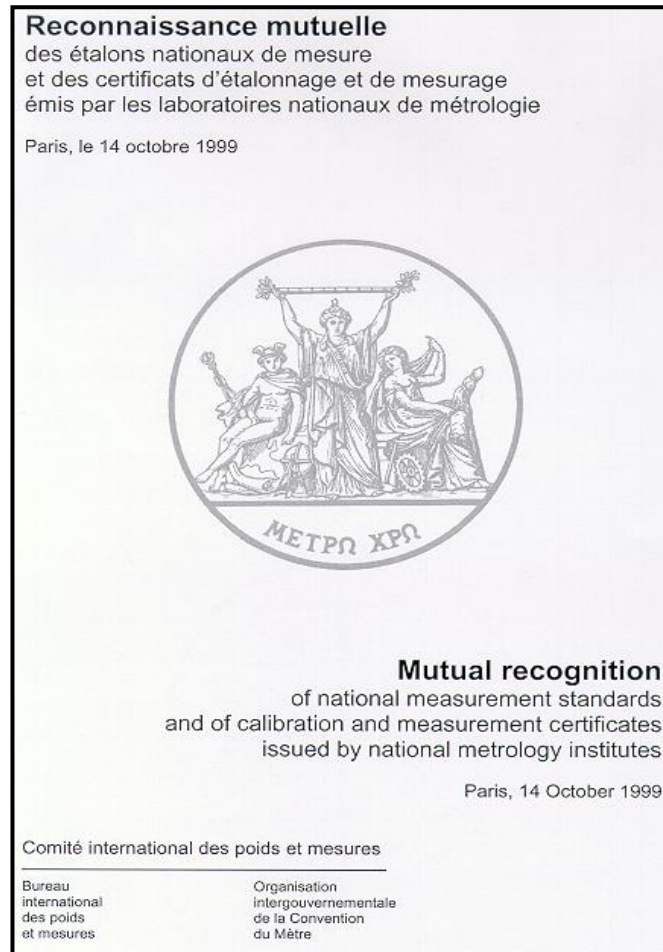 Reconnaissance mutuelle
des étalons nationaux de mesure
et des certificats d'étalonnage et de mesurage
émis par les laboratoires nationaux de métrologie
Paris, le 14 octobre 1999
ΜΕΤΡΩ ΧΡΩ
Mutual recognition
of national measurement standards
and of calibration and measurement certificates
issued by national metrology institutes
Paris, 14 October 1999
Comité international des poids et mesures
Bureau
international
des poids
et mesures
Organisation
intergouvernementale
de la Convention
du Mètre